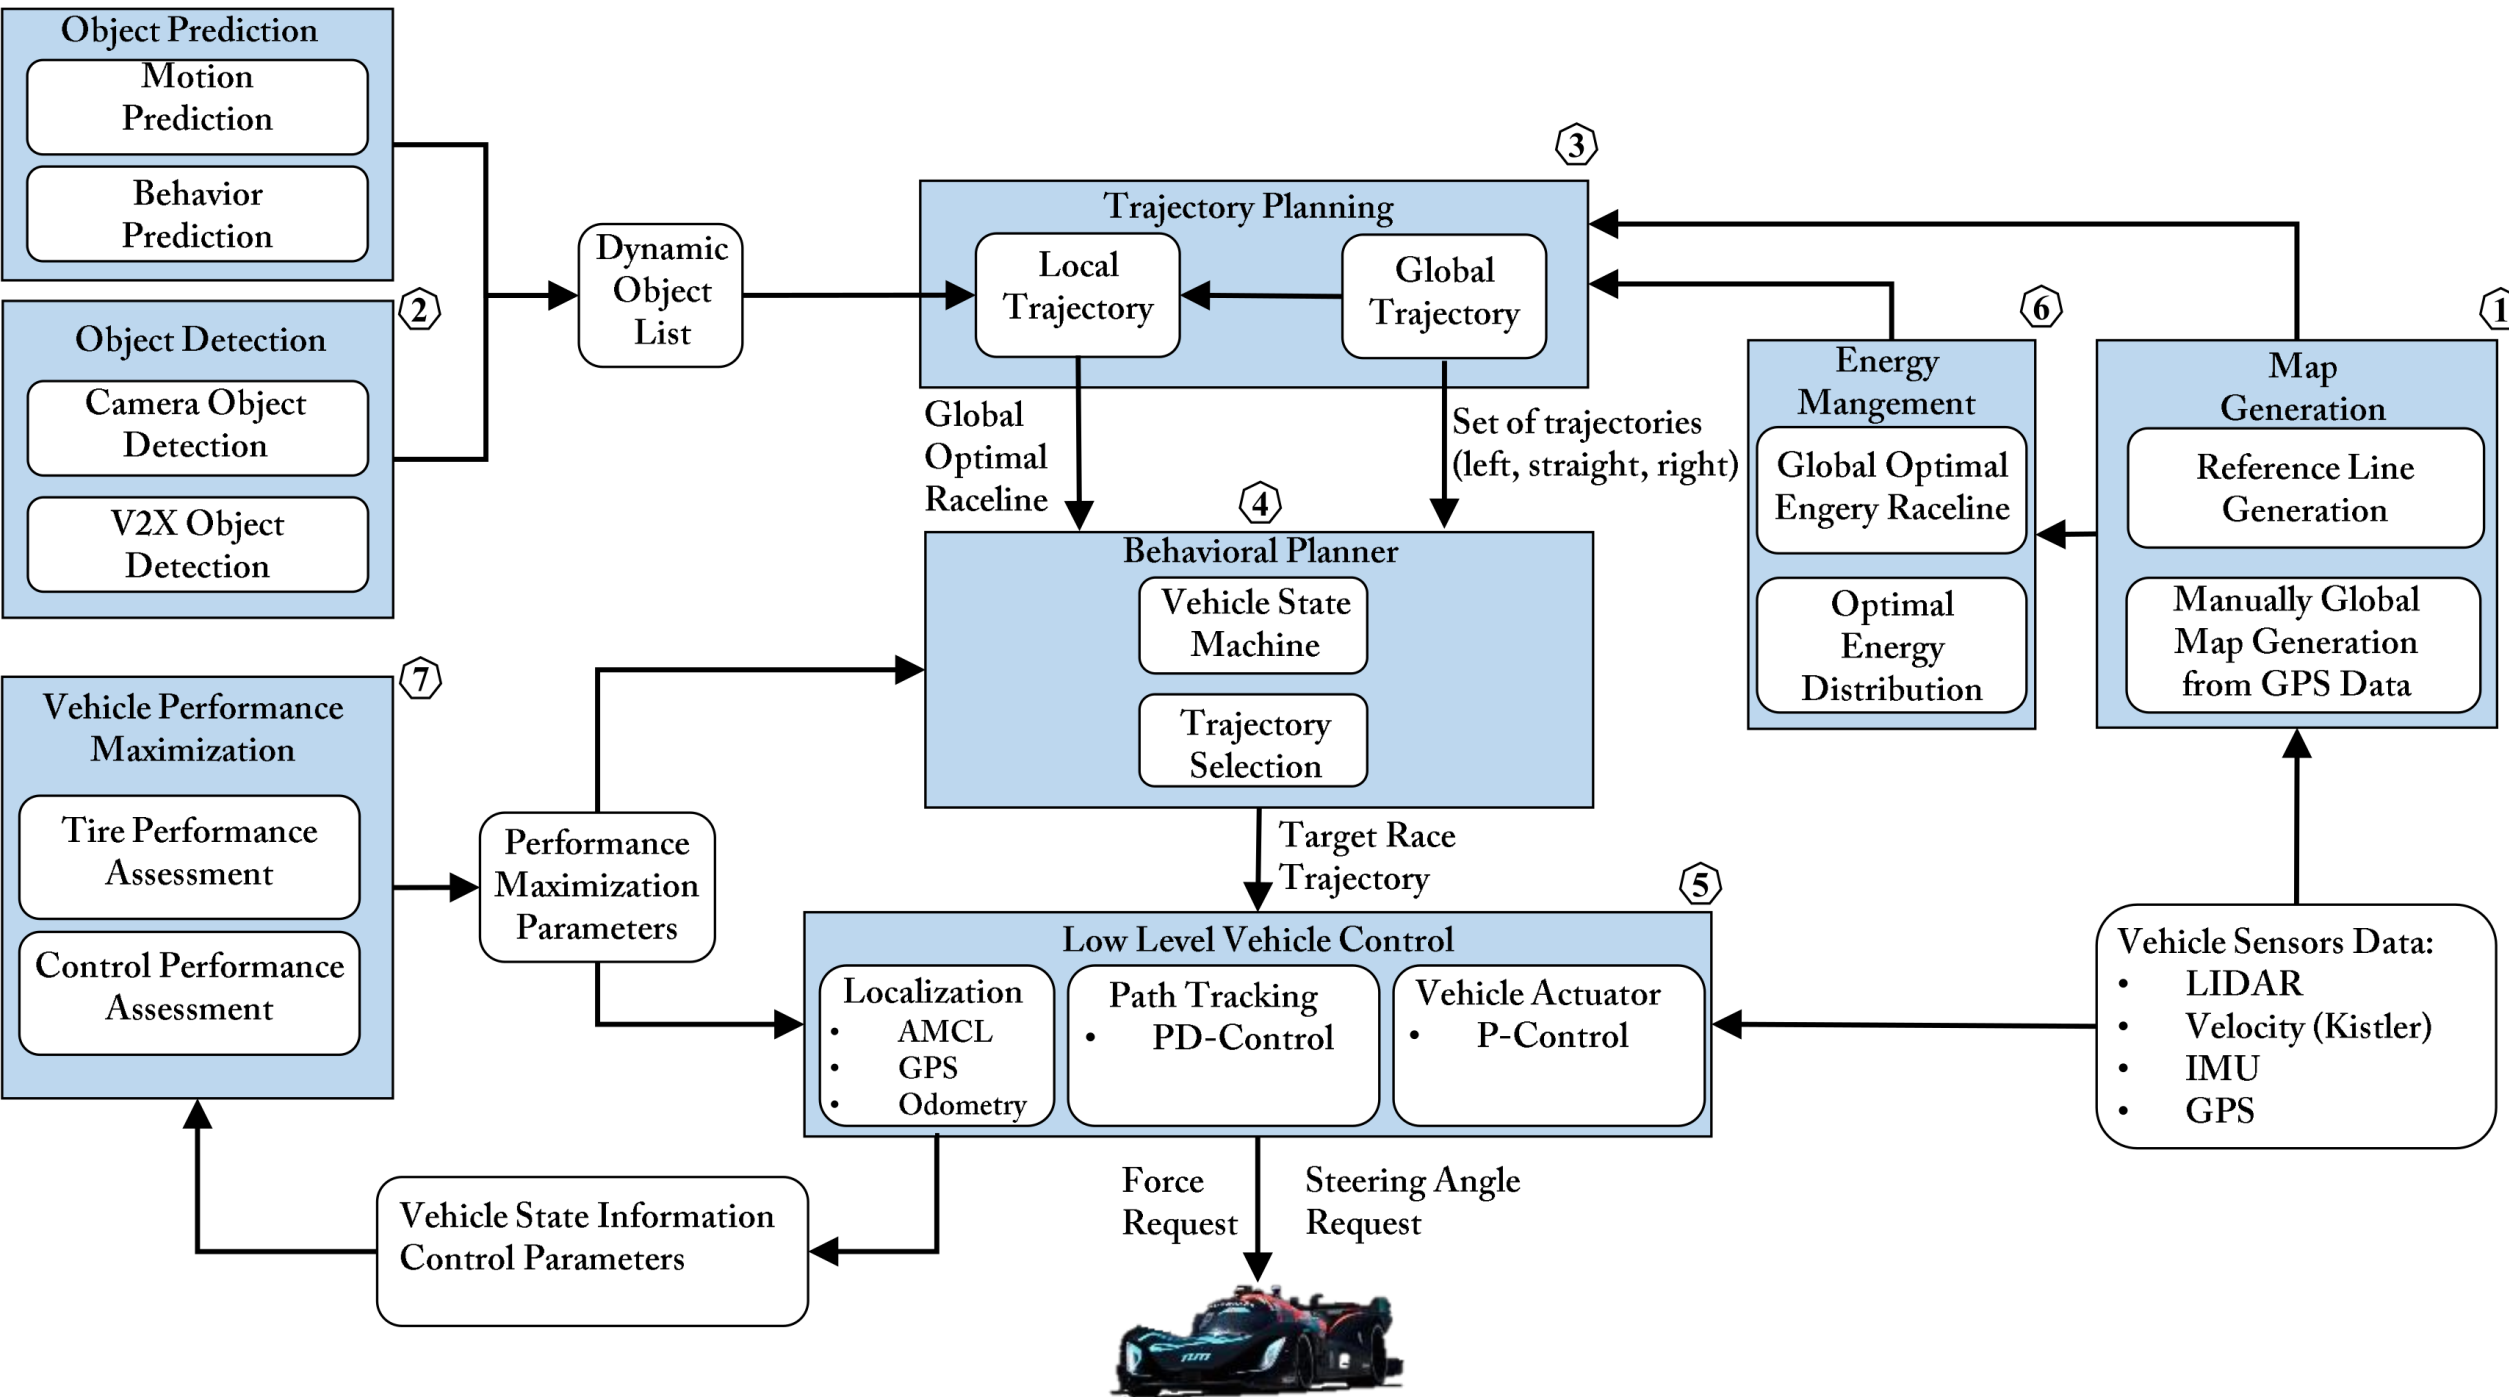 Object Prediction
Motion
Prediction
Behavior
Prediction
2
Object Detection
Camera Object
Detection
V2X Object
Detection
Dynamic
Object
List
3
Trajectory Planning
Local
Trajectory
Global
Trajectory
Global
Optimal
Raceline
Set of trajectories
(left, straight, right)
6
Energy
Mangement
Global Optimal
Engery Raceline
Optimal
Energy
Distribution
1
Map
Generation
Reference Line
Generation
Manually Global
Map Generation
from GPS Data
4
Behavioral Planner
Vehicle State
Machine
Trajectory
Selection
7
Vehicle Performance
Maximization
Tire Performance
Assessment
Control Performance
Assessment
Performance
Maximization
Parameters
Target Race
Trajectory
5
Low Level Vehicle Control
Localization
• AMCL
• GPS
• Odometry
Path Tracking
• PD-Control
Vehicle Actuator
• P-Control
Vehicle Sensors Data:
• LIDAR
• Velocity (Kistler)
• IMU
• GPS
Vehicle State Information
Control Parameters
Force
Request
Steering Angle
Request
TUM